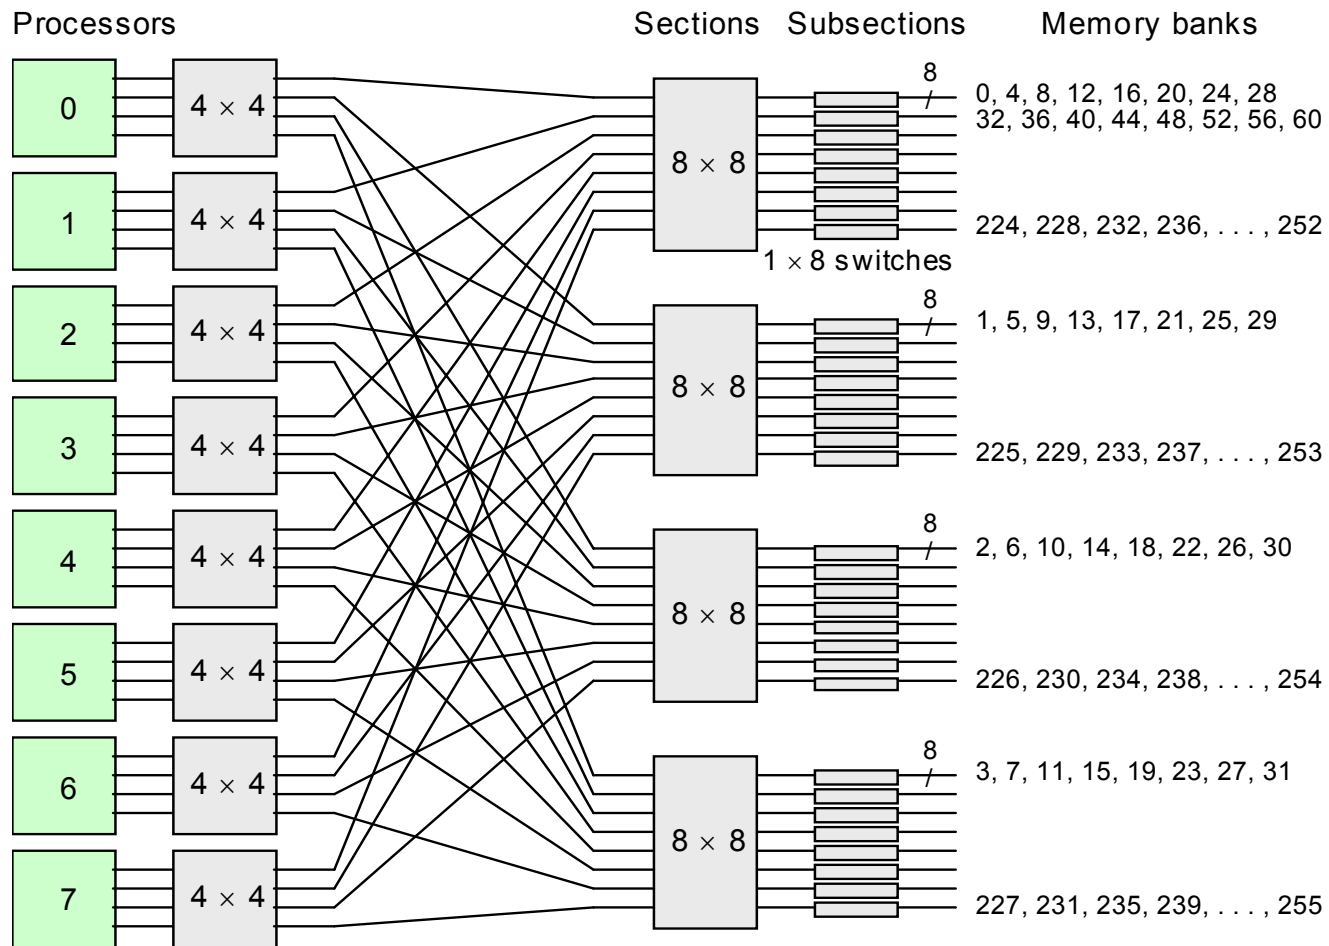 Processors
Sections Subsections Memory banks
0
4 × 4
1
4 × 4
2
4 × 4
3
4 × 4
4
4 × 4
5
4 × 4
6
4 × 4
7
4 × 4
8 × 8
8
/
0, 4, 8, 12, 16, 20, 24, 28
32, 36, 40, 44, 48, 52, 56, 60
224, 228, 232, 236, . . . , 252
1 × 8 switches
8 × 8
8
/
1, 5, 9, 13, 17, 21, 25, 29
225, 229, 233, 237, . . . , 253
8 × 8
8
/
2, 6, 10, 14, 18, 22, 26, 30
226, 230, 234, 238, . . . , 254
8 × 8
8
/
3, 7, 11, 15, 19, 23, 27, 31
227, 231, 235, 239, . . . , 255